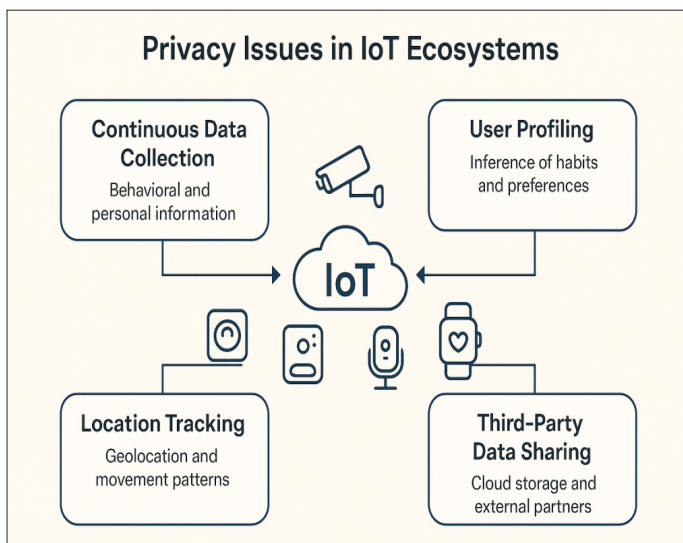 Privacy Issues in IoT Ecosystems
Continuous Data
Collection
Behavioral and
personal information
User Profiling
Inference of habits
and preferences
IoT
Location Tracking
Geolocation and
movement patterns
Third-Party
Data Sharing
Cloud storage and
external partners